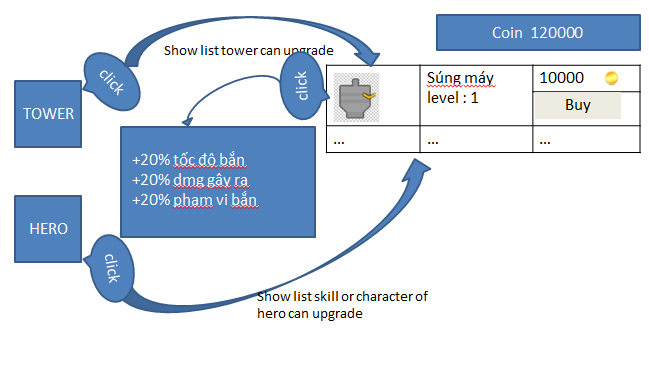 Coin 120000
Show list tower can upgrade
click
click
TOWER
Súng máy
level : 1
10000
Buy
...
...
...
+20% tốc độ bắn
+20% dmg gây ra
+20% phạm vi bắn
HERO
click
Show list skill or character of
hero can upgrade